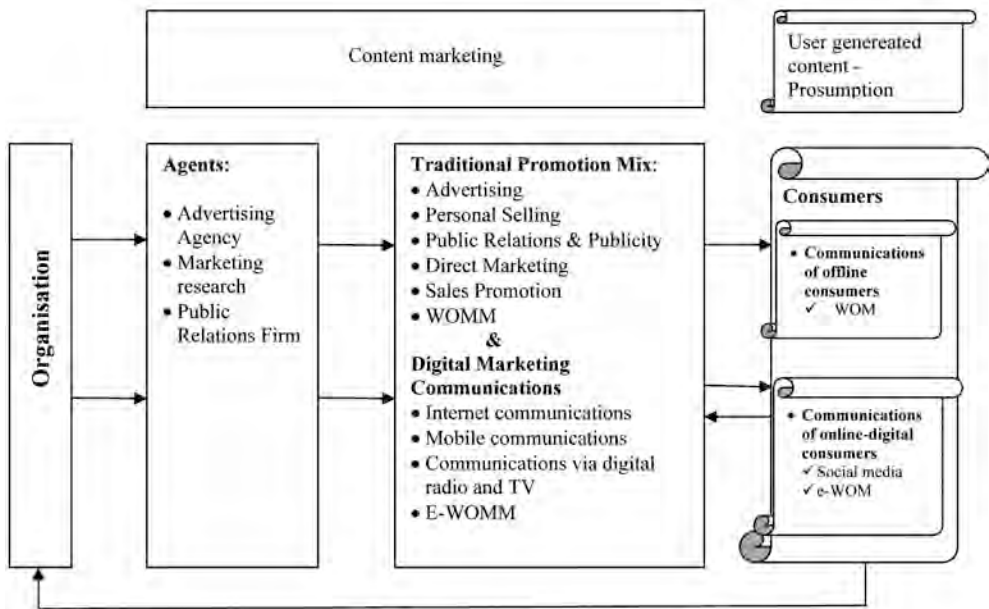 Content marketing
User genereated
content -
Prosumption
Organisation
Agents:
• Advertising
Agency
• Marketing
research
• Public
Relations Firm
Traditional Promotion Mix:
• Advertising
• Personal Selling
• Public Relations & Publicity
• Direct Marketing
• Sales Promotion
• WOMM
&
Digital Marketing
Communications
• Internet communications
• Mobile communications
• Communications via digital
radio and TV
• E-WOMM
Consumers
• Communications
of offline
consumers
✓ WOM
• Communications
of online-digital
consumers
✓ Social media
✓ e-WOM